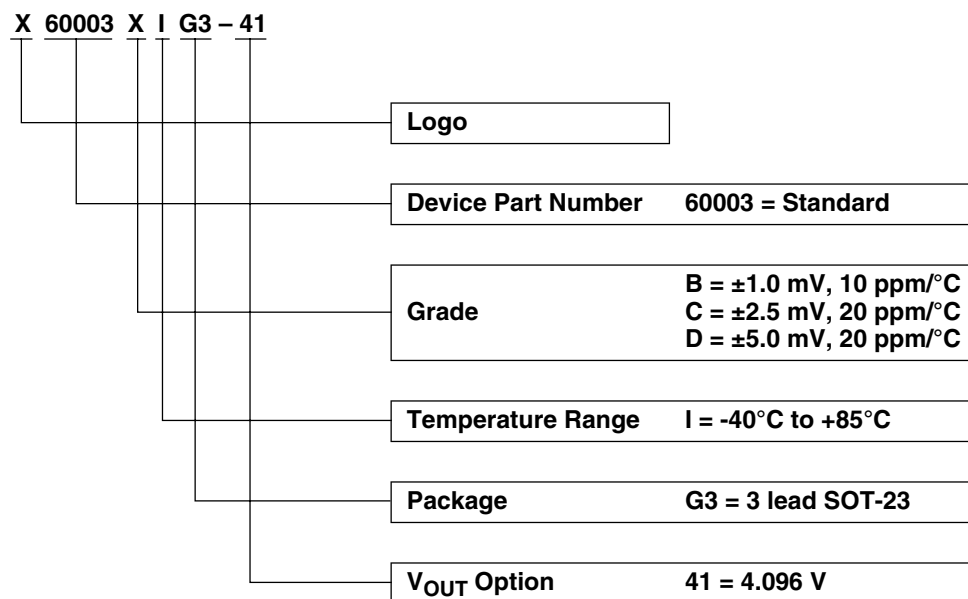 X 60003 X I G3 – 41
Logo
Device Part Number 60003 = Standard
B = ±1.0 mV, 10 ppm/°C
Grade C = ±2.5 mV, 20 ppm/°C
D = ±5.0 mV, 20 ppm/°C
Temperature Range I = -40°C to +85°C
Package G3 = 3 lead SOT-23
VOUT Option 41 = 4.096 V